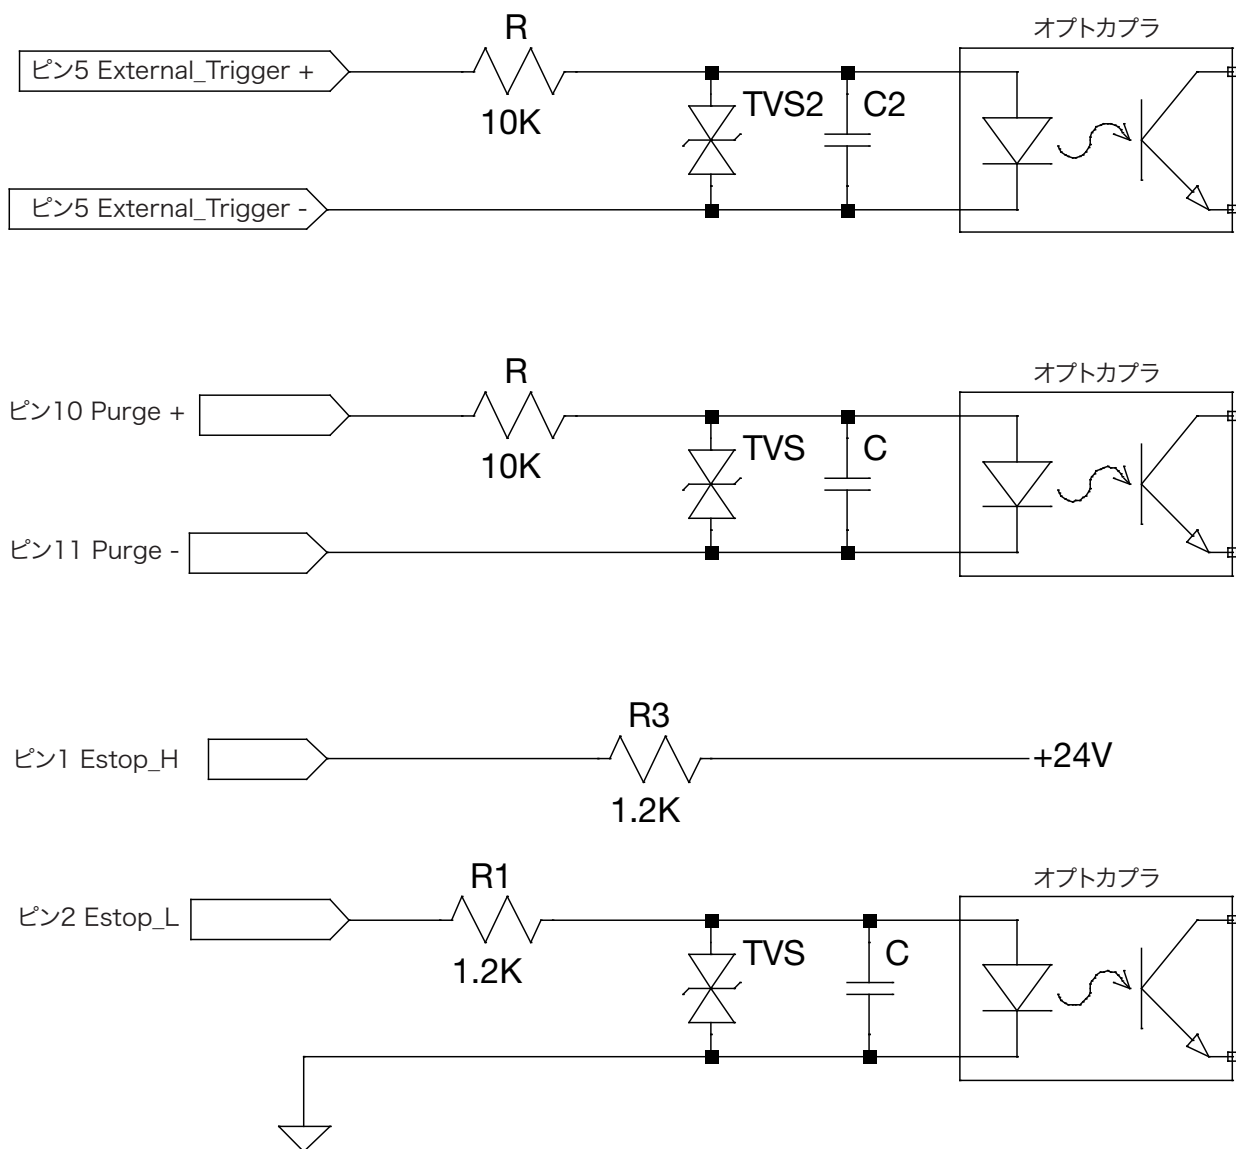 オプトカプラ
R
ピン5 External_Trigger +
10K
TVS2
C2
ピン5 External_Trigger -
オプトカプラ
R
ピン10 Purge +
10K
TVS
C
ピン11 Purge -
R3
ピン1 Estop_H
+24V
1.2K
オプトカプラ
R1
ピン2 Estop_L
1.2K
TVS
C